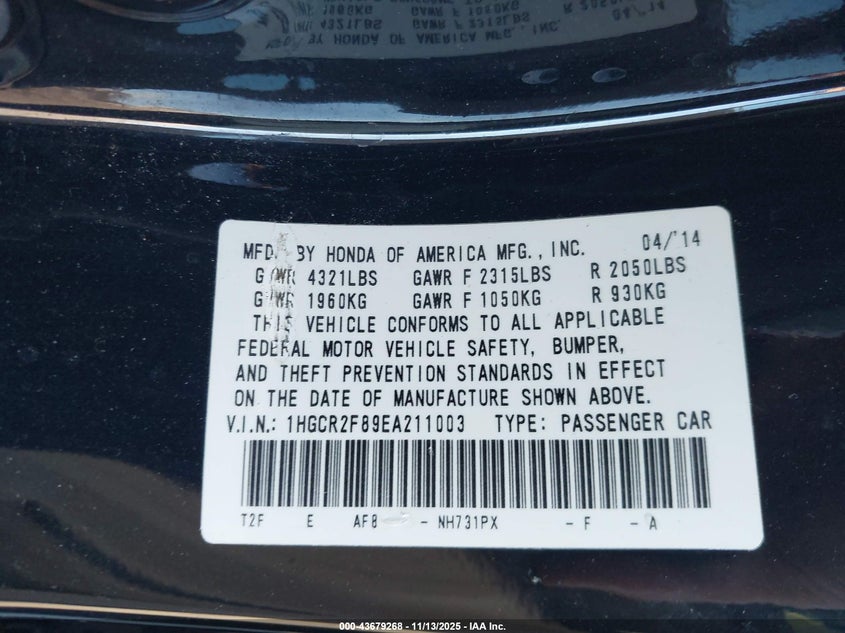 MFD. BY HONDA OF AMERICA MFG., INC. 04/'14
GVWR 4321LBS GAWR F 2315LBS R 2050LBS
GVWR 1960KG GAWR F 1050KG R 930KG
THIS VEHICLE CONFORMS TO ALL APPLICABLE
FEDERAL MOTOR VEHICLE SAFETY, BUMPER,
AND THEFT PREVENTION STANDARDS IN EFFECT
ON THE DATE OF MANUFACTURE SHOWN ABOVE.
V.I.N.: 1HGCR2F89EA211003 TYPE: PASSENGER CAR
T2F E AF8 - NH731PX - F - A
000-43679268 - 11/13/2025 - IAA Inc.